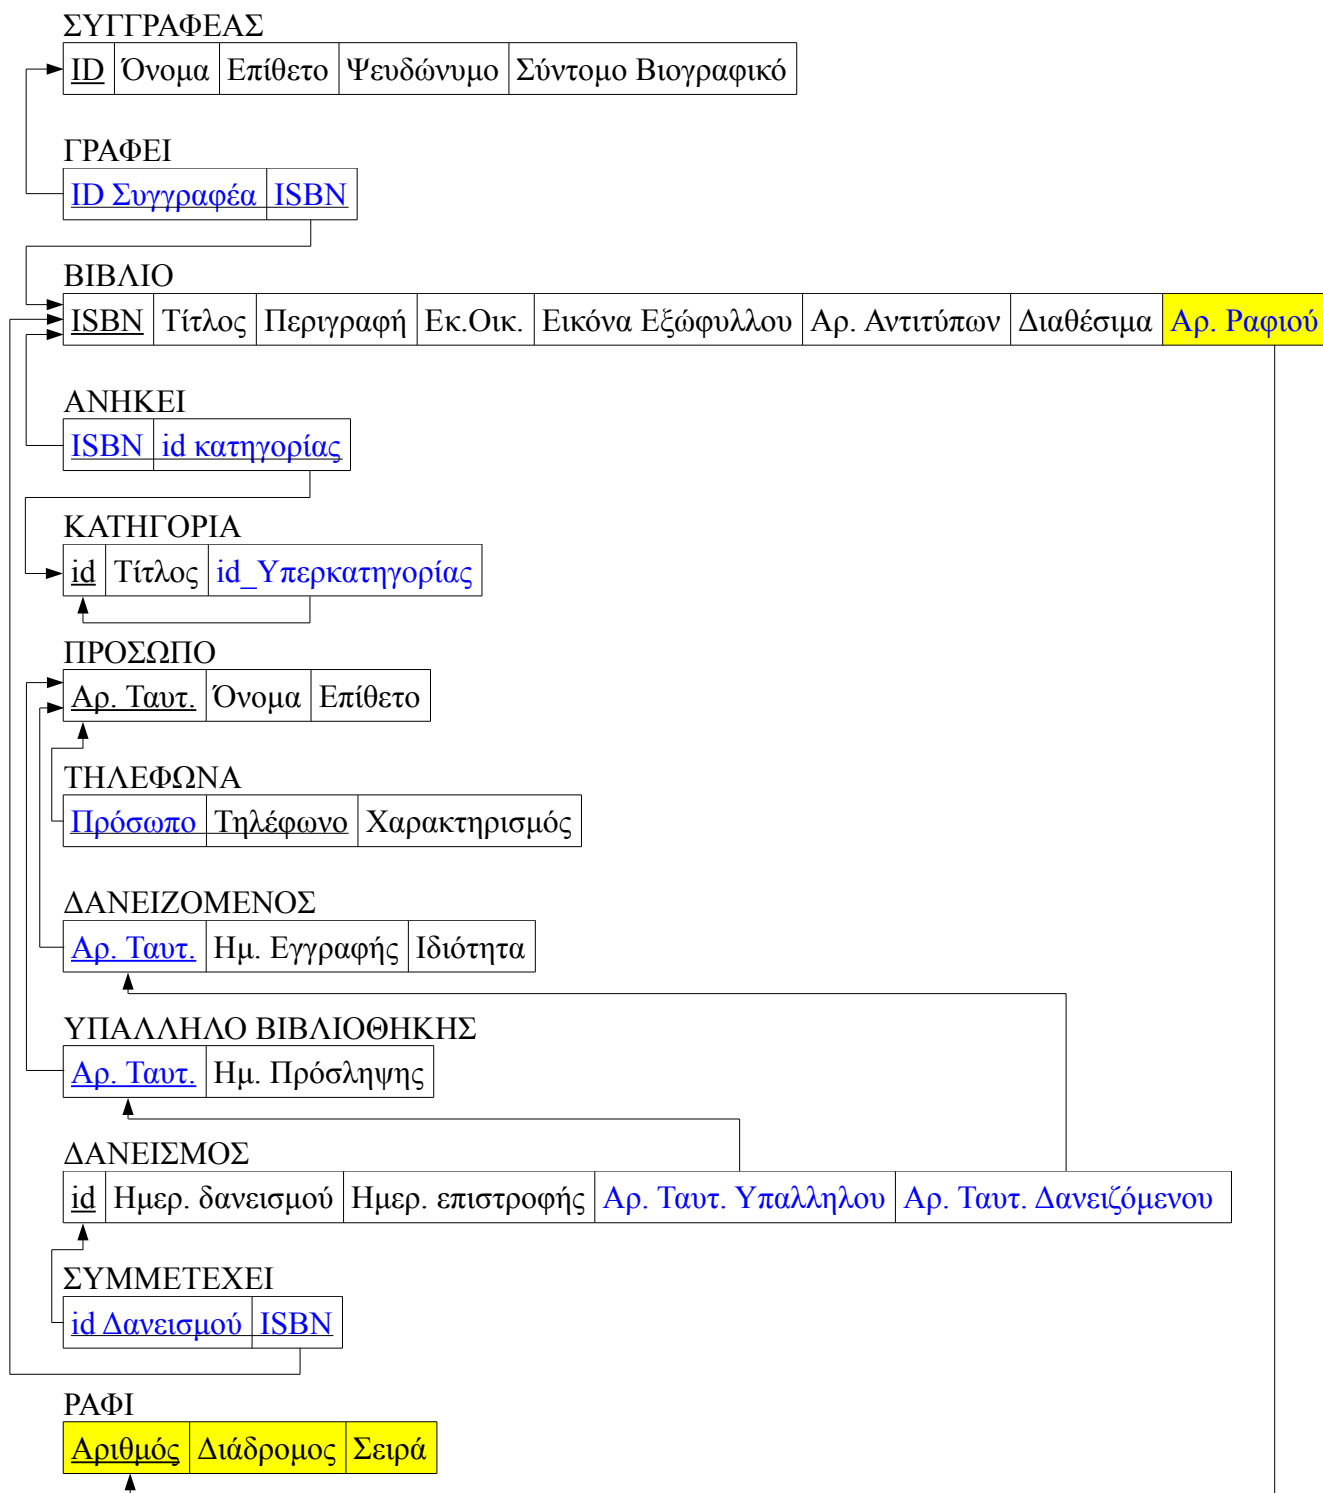 ΣΥΓΓΡΑΦΕΑΣ
ID Όνομα Επίθετο Ψευδώνυμο Σύντομο Βιογραφικό
ΓΡΑΦΕΙ
ID Συγγραφέα ISBN
ΒΙΒΛΙΟ
ISBN Τίτλος Περιγραφή Εκ.Οικ. Εικόνα Εξώφυλλου Αρ. Αντιτύπων Διαθέσιμα Αρ. Ραφιού
ΑΝΗΚΕΙ
ISBN id κατηγορίας
ΚΑΤΗΓΟΡΙΑ
id Τίτλος id_Υπερκατηγορίας
ΠΡΟΣΩΠΟ
Αρ. Ταυτ. Όνομα Επίθετο
ΤΗΛΕΦΩΝΑ
Πρόσωπο Τηλέφωνο Χαρακτηρισμός
ΔΑΝΕΙΖΟΜΕΝΟΣ
Αρ. Ταυτ. Ημ. Εγγραφής Ιδιότητα
ΥΠΑΛΛΗΛΟ ΒΙΒΛΙΟΘΗΚΗΣ
Αρ. Ταυτ. Ημ. Πρόσληψης
ΔΑΝΕΙΣΜΟΣ
id Ημερ. δανεισμού Ημερ. επιστροφής Αρ. Ταυτ. Υπαλληλου Αρ. Ταυτ. Δανειζόμενου
ΣΥΜΜΕΤΕΧΕΙ
id Δανεισμού ISBN
ΡΑΦΙ
Αριθμός Διάδρομος Σειρά